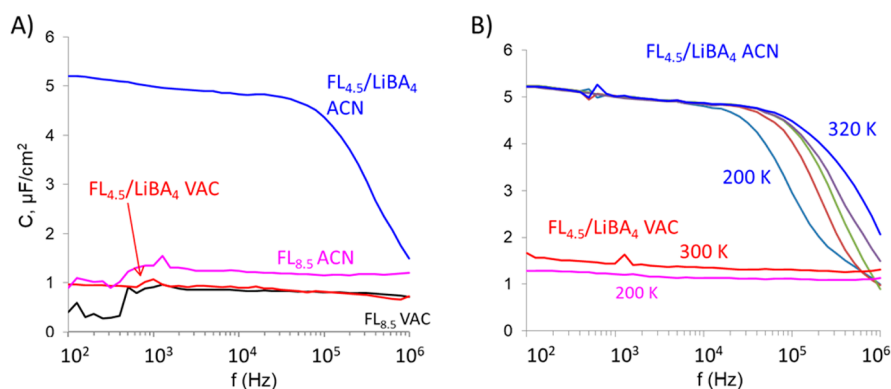 A)
C, µF/cm²
6
5
4
3
2
1
0
FL₄.₅/LiBA₄
ACN
FL₄.₅/LiBA₄ VAC
FL₈.₅ ACN
FL₈.₅ VAC
10² 10³ 10⁴ 10⁵ 10⁶
f (Hz)
B)
6
5
4
3
2
1
0
FL₄.₅/LiBA₄ ACN
320 K
200 K
FL₄.₅/LiBA₄ VAC
300 K
200 K
10² 10³ 10⁴ 10⁵ 10⁶
f (Hz)